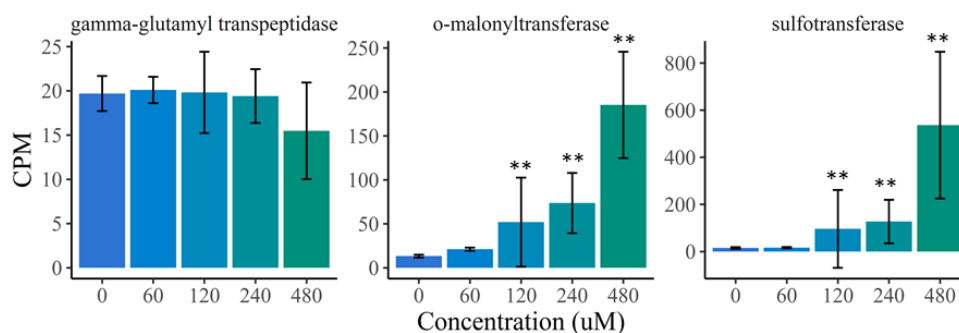 gamma-glutamyl transpeptidase
o-malonyltransferase
sulfotransferase
CPM
25
20
15
10
5
0
0 60 120 240 480
250
200
150
100
50
0
**
**
**
0 60 120 240 480
800
600
400
200
0
**
**
**
0 60 120 240 480
Concentration (uM)